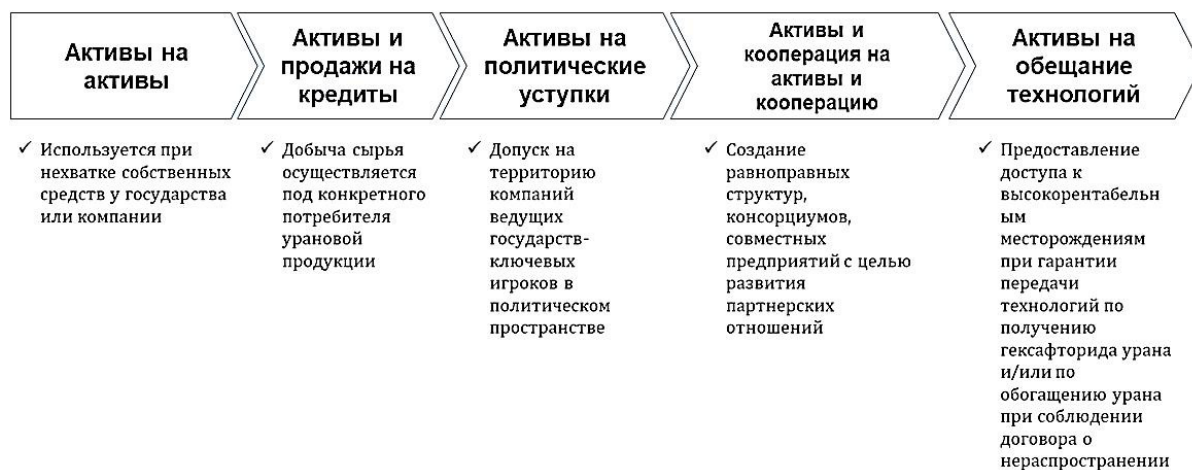 Активы на
активы
Активы и
продажи на
кредиты
Активы на
политические
уступки
Активы и
кооперация на
активы и
кооперацию
Активы на
обещание
технологий
✓ Используется при
нехватке собственных
средств у государства
или компании
✓ Добыча сырья
осуществляется
под конкретного
потребителя
урановой
продукции
✓ Допуск на
территорию
компаний
ведущих
государств-
ключевых
игроков в
политическом
пространстве
✓ Создание
равноправных
структур,
консорциумов,
совместных
предприятий с целью
развития
партнерских
отношений
✓ Предоставление
доступа к
высокорентабельн
ым
месторождениям
при гарантии
передачи
технологий по
получению
гексафторида урана
и/или по
обогащению урана
при соблюдении
договора о
нераспространении